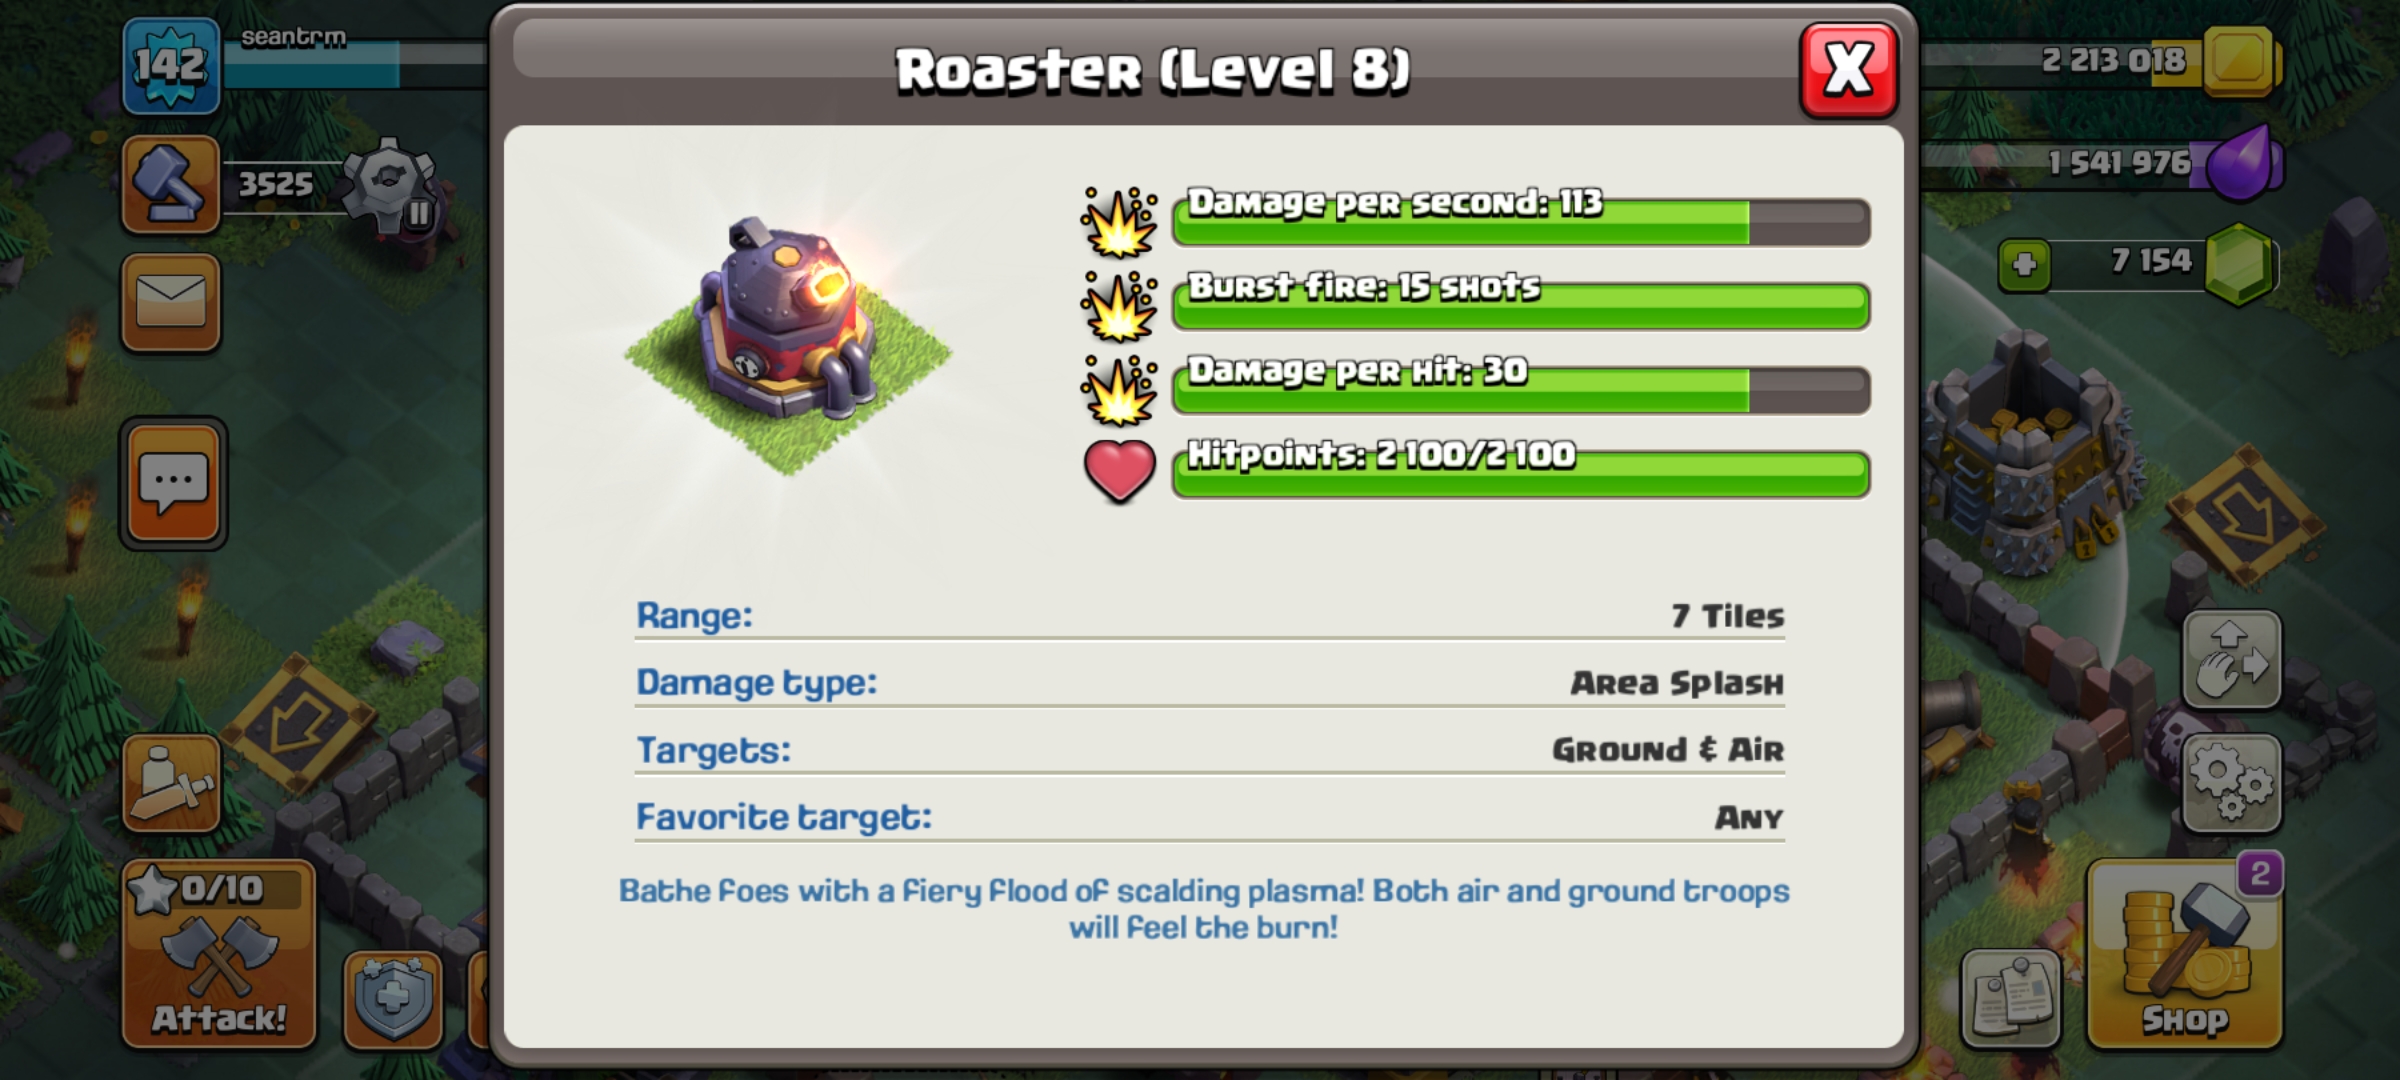 142
seantrm
3525
Roaster (Level 8)
X
2 213 018
1 541 976
7 154
Damage per second: 113
Burst fire: 15 shots
Damage per hit: 30
Hitpoints: 2 100/2 100
Range: 7 Tiles
Damage type: Area Splash
Targets: Ground & Air
Favorite target: Any
Bathe foes with a fiery flood of scalding plasma! Both air and ground troops
will feel the burn!
0/10
Attack!
2
Shop